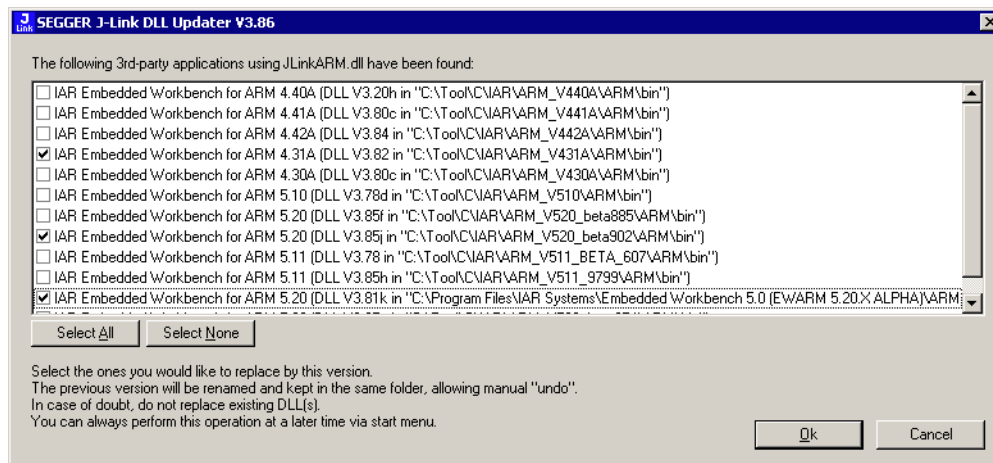 J
Link
SEGGER J-Link DLL Updater V3.86
The following 3rd-party applications using JLinkARM.dll have been found:
IAR Embedded Workbench for ARM 4.40A (DLL V3.20h in "C:\Tool\C\IAR\ARM_V440A\ARM\bin")
IAR Embedded Workbench for ARM 4.41A (DLL V3.80c in "C:\Tool\C\IAR\ARM_V441A\ARM\bin")
IAR Embedded Workbench for ARM 4.42A (DLL V3.84 in "C:\Tool\C\IAR\ARM_V442A\ARM\bin")
IAR Embedded Workbench for ARM 4.31A (DLL V3.82 in "C:\Tool\C\IAR\ARM_V431A\ARM\bin")
IAR Embedded Workbench for ARM 4.30A (DLL V3.80c in "C:\Tool\C\IAR\ARM_V430A\ARM\bin")
IAR Embedded Workbench for ARM 5.10 (DLL V3.78d in "C:\Tool\C\IAR\ARM_V510\ARM\bin")
IAR Embedded Workbench for ARM 5.20 (DLL V3.85f in "C:\Tool\C\IAR\ARM_V520_beta885\ARM\bin")
IAR Embedded Workbench for ARM 5.20 (DLL V3.85j in "C:\Tool\C\IAR\ARM_V520_beta902\ARM\bin")
IAR Embedded Workbench for ARM 5.11 (DLL V3.78 in "C:\Tool\C\IAR\ARM_V511_BETA_607\ARM\bin")
IAR Embedded Workbench for ARM 5.11 (DLL V3.85h in "C:\Tool\C\IAR\ARM_V511_9799\ARM\bin")
IAR Embedded Workbench for ARM 5.20 (DLL V3.81k in "C:\Program Files\IAR Systems\Embedded Workbench 5.0 (EWARM 5.20.X ALPHA)\ARM
Select All Select None
Select the ones you would like to replace by this version.
The previous version will be renamed and kept in the same folder, allowing manual "undo".
In case of doubt, do not replace existing DLL(s).
You can always perform this operation at a later time via start menu.
Ok Cancel